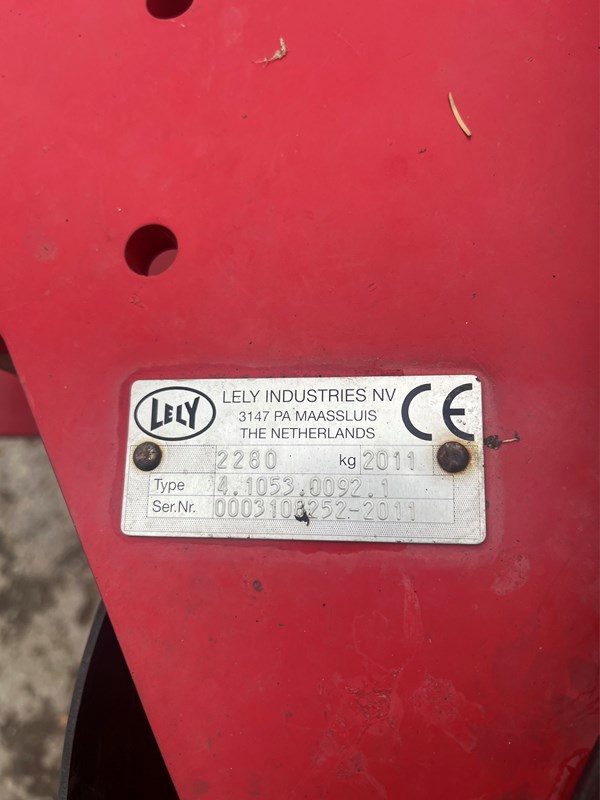 LELY
LELY INDUSTRIES NV
3147 PA MAASSLUIS
THE NETHERLANDS
CE
2280 kg 2011
Type 4.1053.0092.1
Ser.Nr. 0003108252-2011